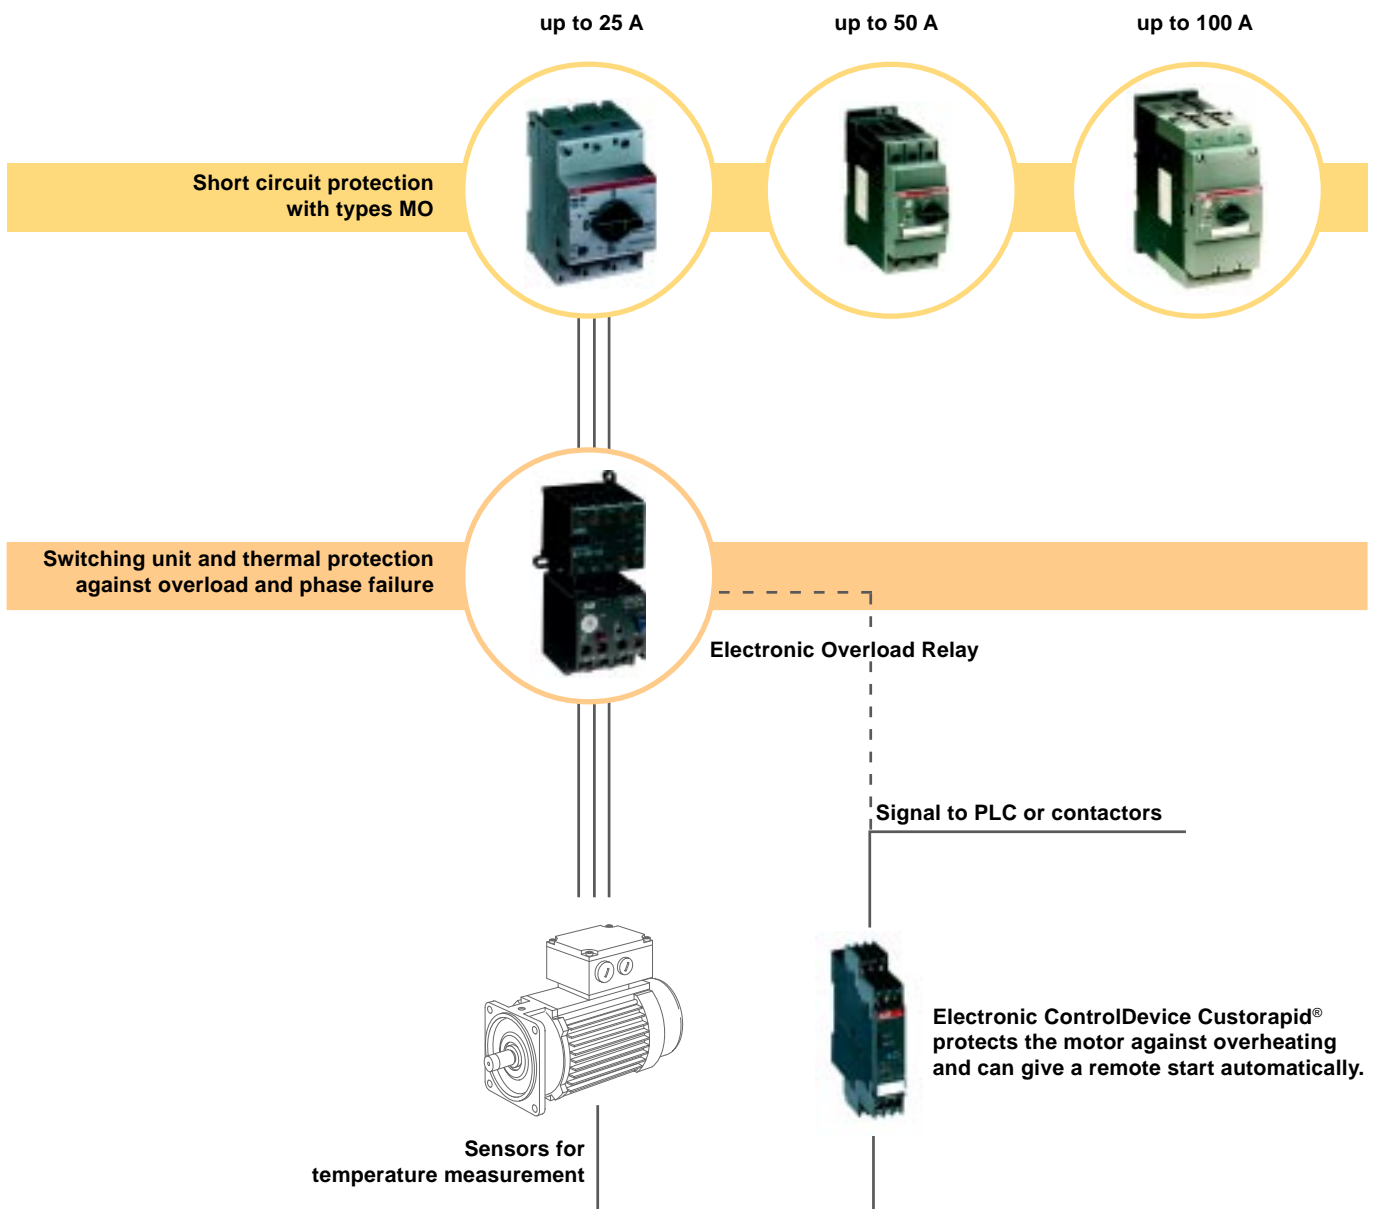 up to 25 A
up to 50 A
up to 100 A
Short circuit protection
with types MO
Switching unit and thermal protection
against overload and phase failure
Electronic Overload Relay
Signal to PLC or contactors
Electronic ControlDevice Custorapid®
protects the motor against overheating
and can give a remote start automatically.
Sensors for
temperature measurement